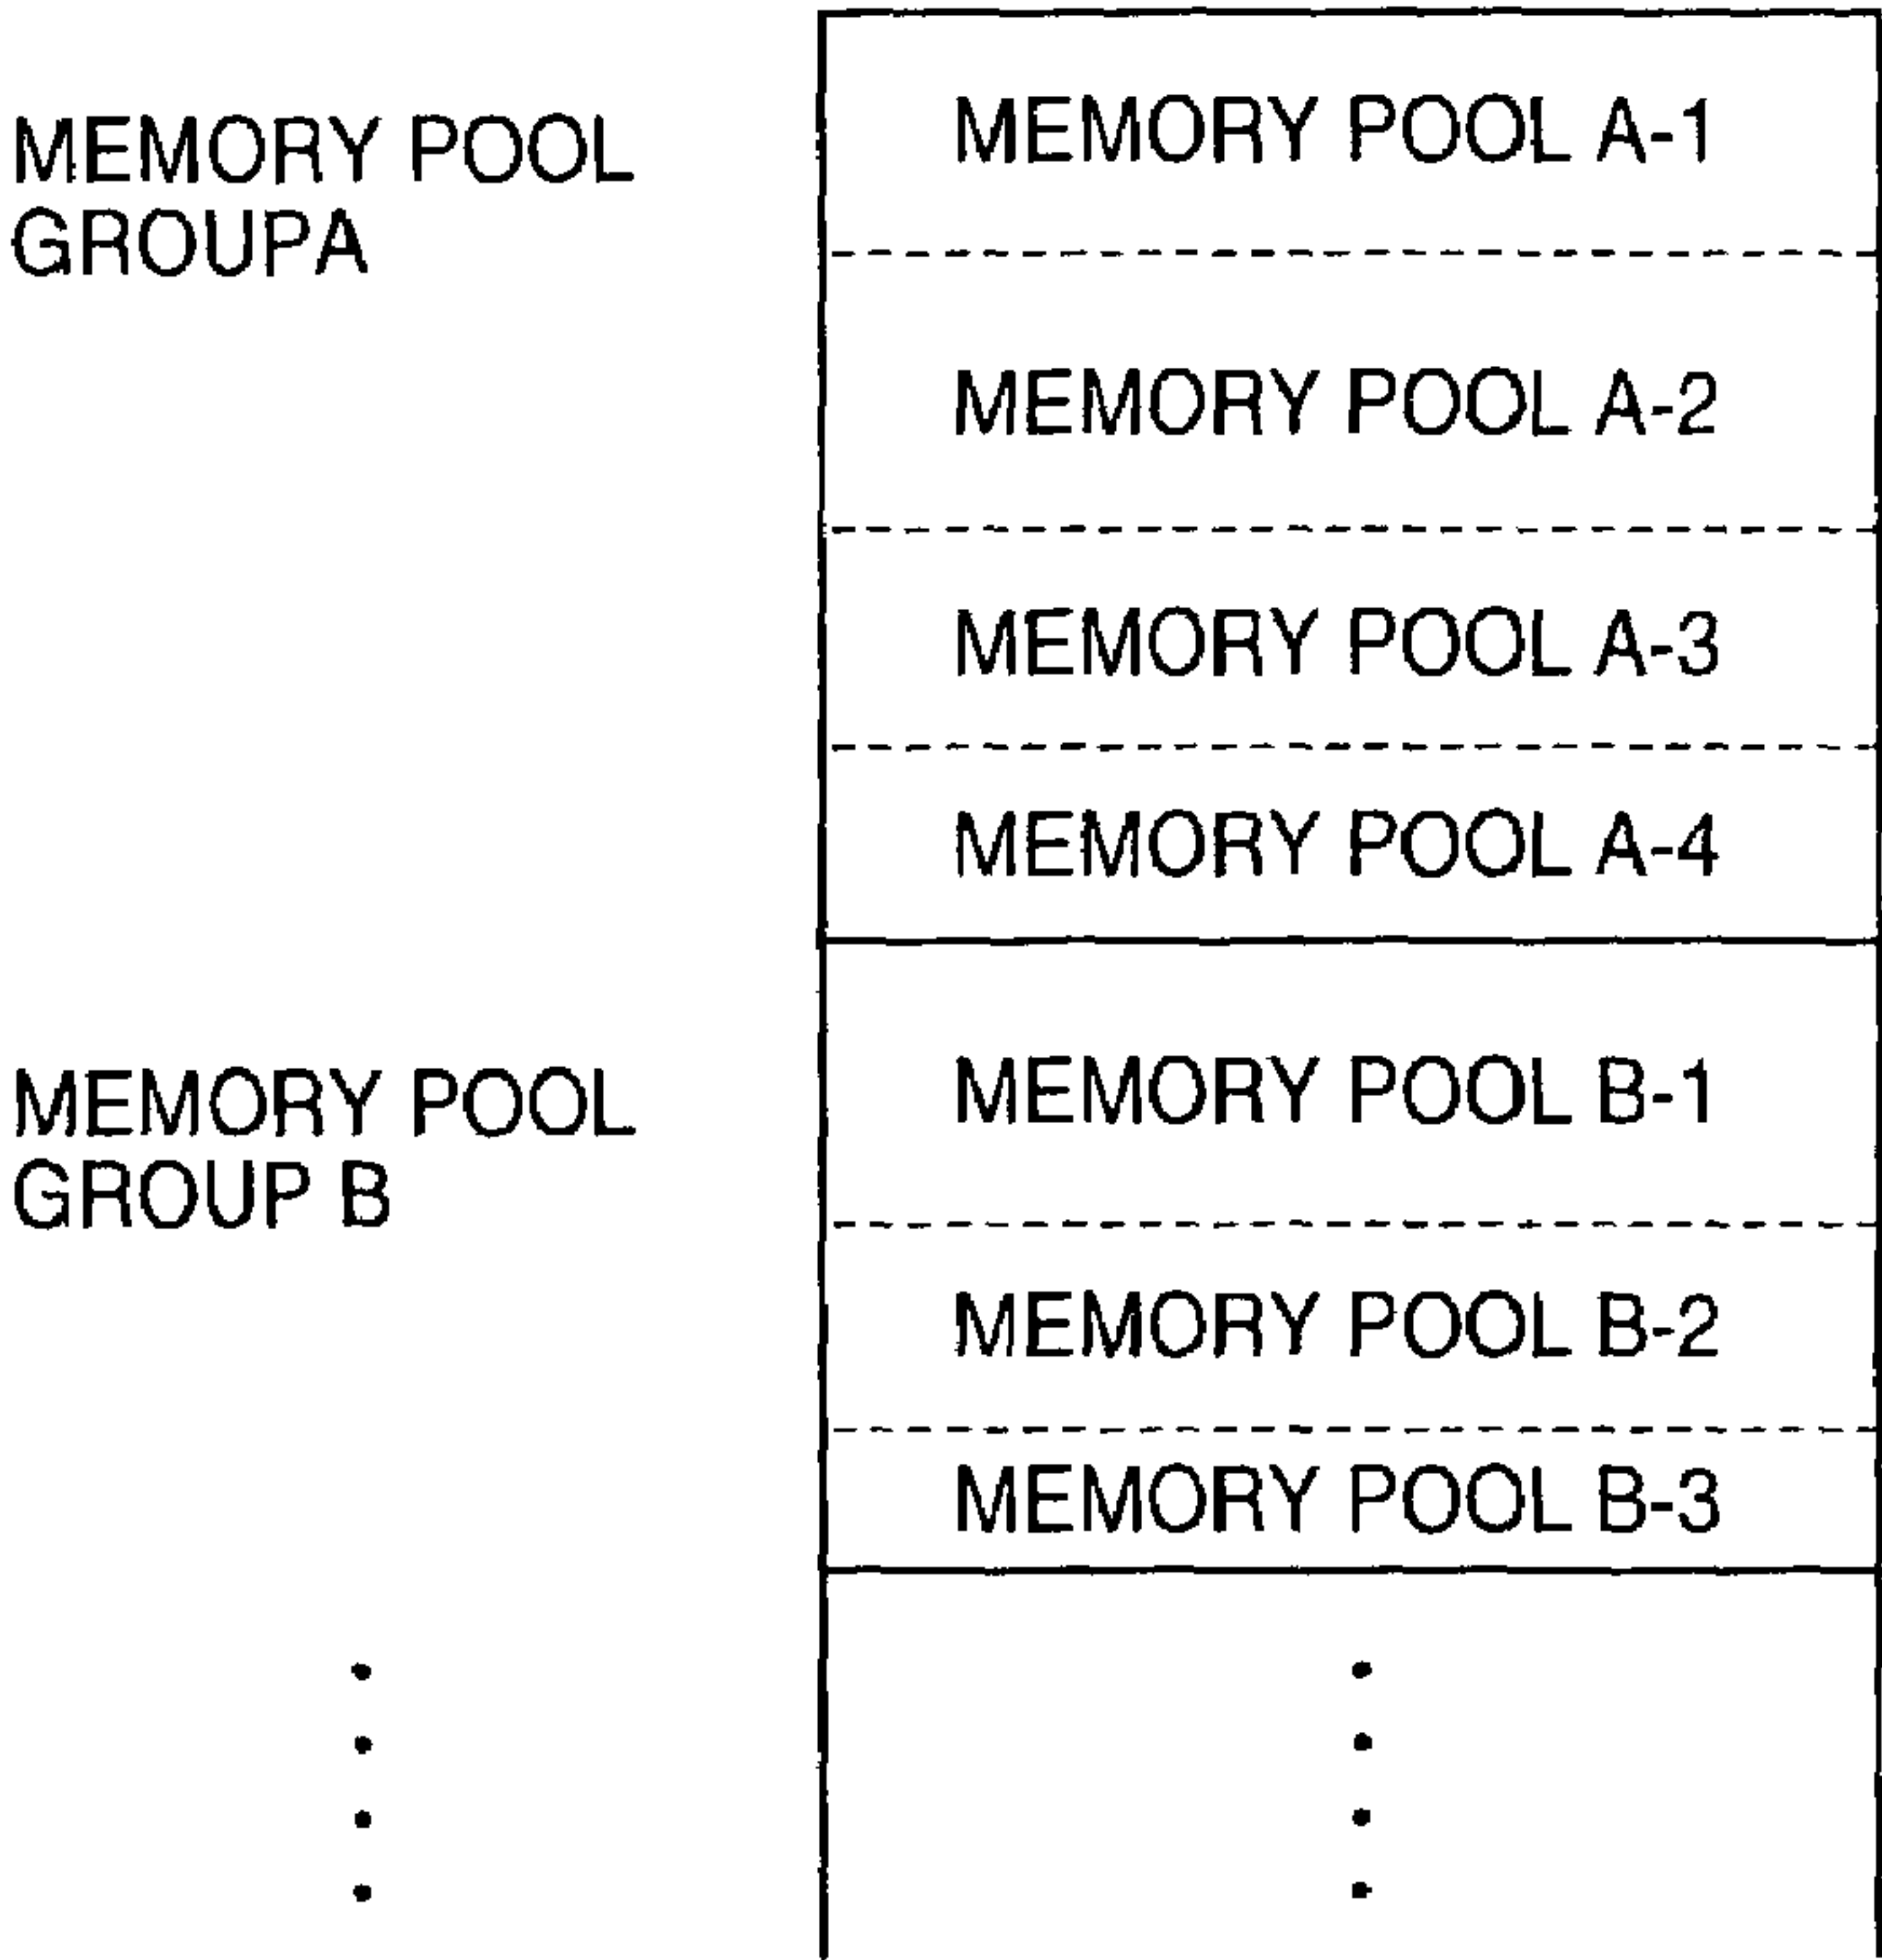 MEMORY POOL
GROUPA
MEMORY POOL A-1
MEMORY POOL A-2
MEMORY POOL A-3
MEMORY POOL A-4
MEMORY POOL
GROUP B
MEMORY POOL B-1
MEMORY POOL B-2
MEMORY POOL B-3